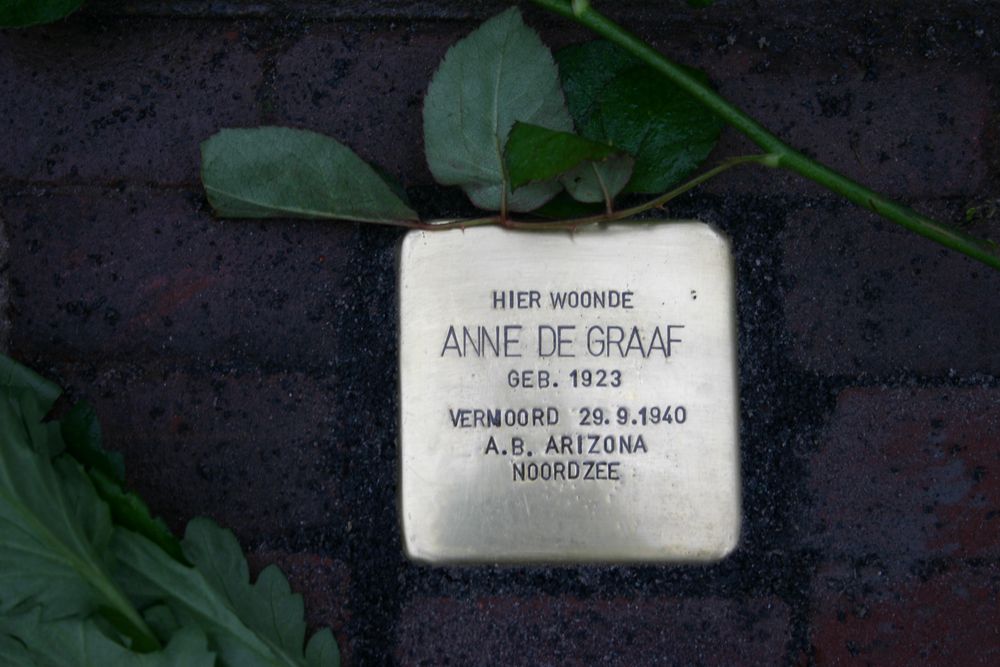 HIER WOONDE
ANNE DE GRAAF
GEB. 1923
VERMOORD 29.9.1940
A.B. ARIZONA
NOORDZEE